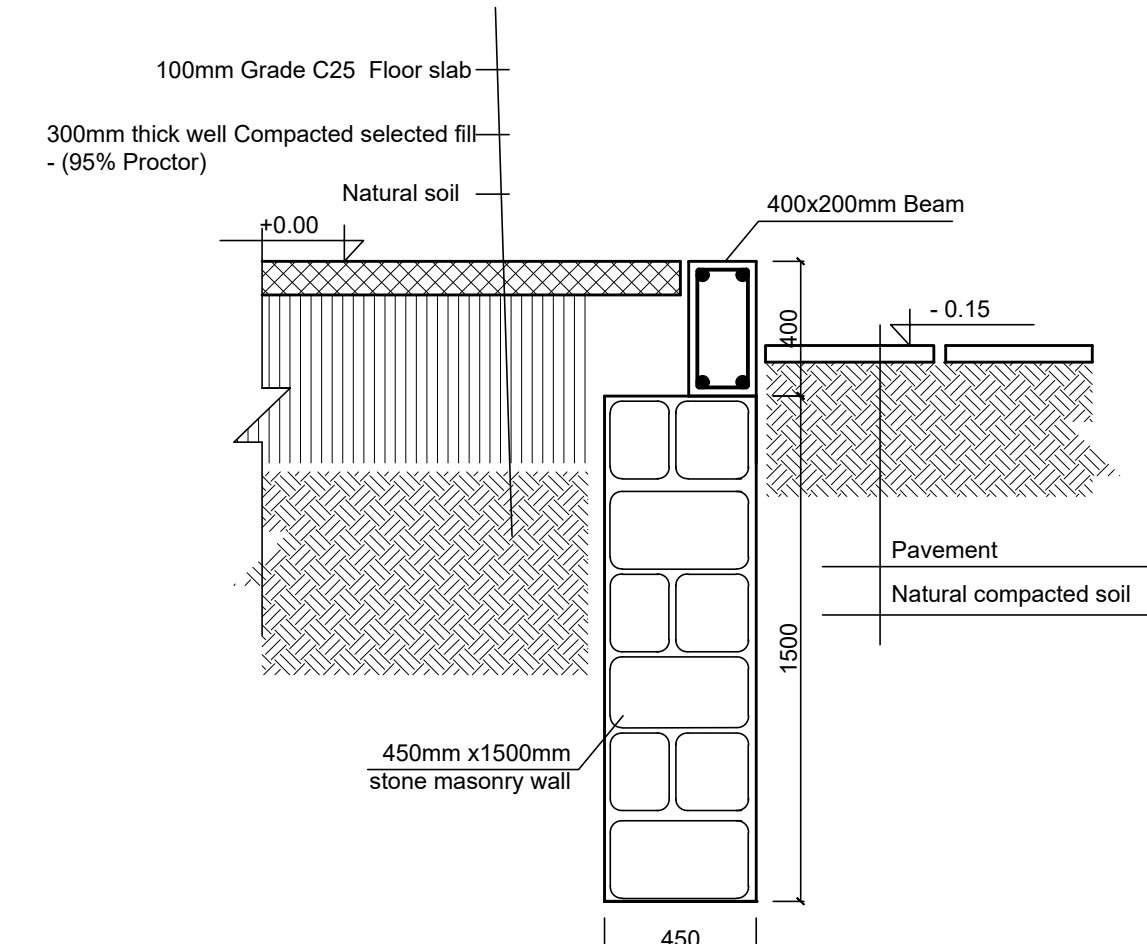 100mm Grade C25  Floor slab
300mm thick well Compacted selected fill
- (95% Proctor)
Natural soil
400x200mm Beam
+0.00
- 0.15
400
Pavement
Natural compacted soil
1500
450mm x1500mm
stone masonry wall
450